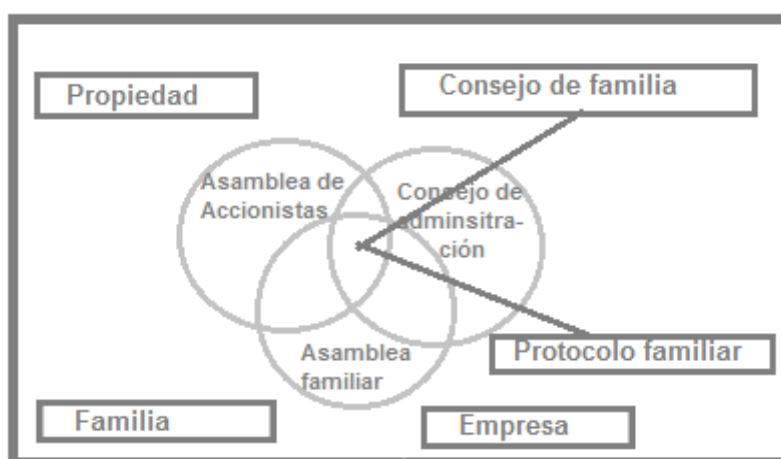 Propiedad
Consejo de familia
Asamblea de
Accionistas
Consejo de
adminsitra-
ción
Protocolo familiar
Asamblea
familiar
Familia
Empresa